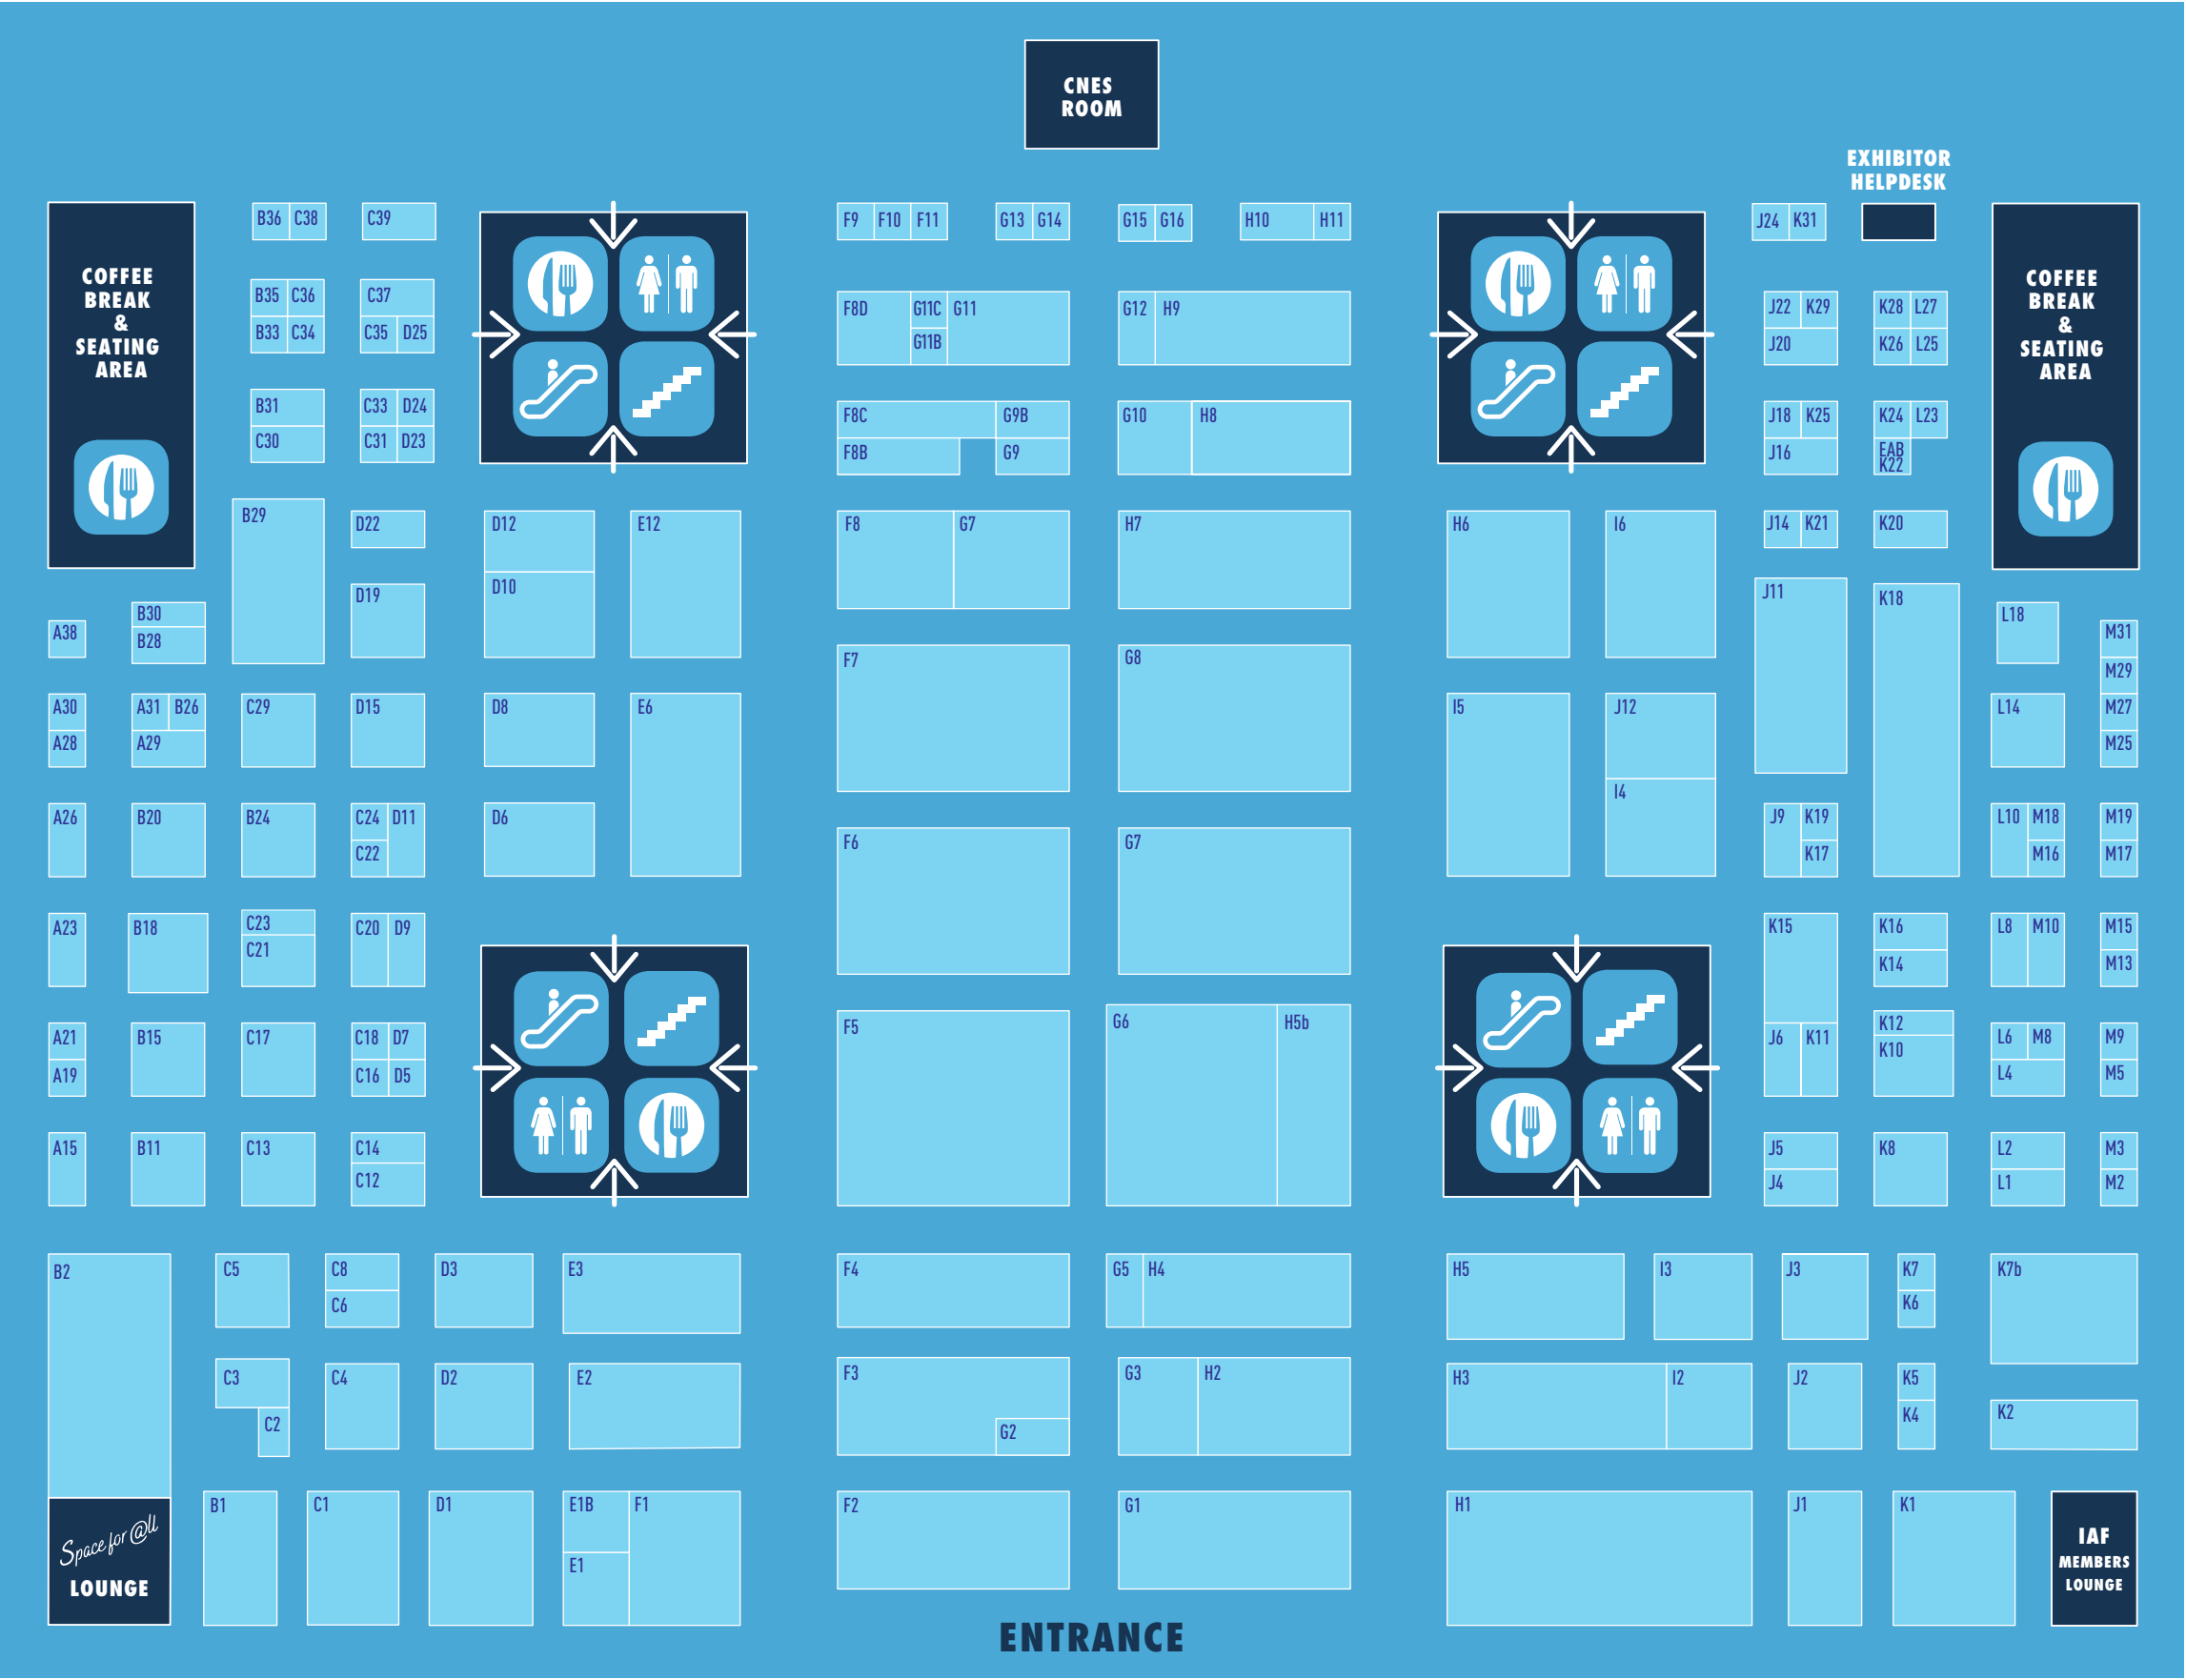 CNES
ROOM
EXHIBITOR
HELPDESK
B36 C38 C39 F9 F10 F11 G13 G14 G15 G16 H10 H11 J24 K31
COFFEE
BREAK
&
SEATING
AREA
COFFEE
BREAK
&
SEATING
AREA
B35 C36 C37
B33 C34 C35 D25
F8D G11C G11 G12 H9 J22 K29 K28 L27
G11B J20 K26 L25
B31 C33 D24 F8C G9B G10 H8 J18 K25 K24 L23
C30 C31 D23 F8B G9 J16 EAB
K22
B29 D22 D12 E12 F8 G7 H7 H6 I6 J14 K21 K20
D19 D10 J11 K18
A38 B30 L18 M31
B28 F7 G8 M29
A30 A31 B26 C29 D15 D8 E6 I5 J12 L14 M27
A28 A29 I4 M25
A26 B20 B24 C24 D11 D6 F6 G7 J9 K19 L10 M18 M19
C22 K17 M16 M17
A23 B18 C23 C20 D9 K15 K16 L8 M10 M15
C21 K14 M13
A21 B15 C17 C18 D7 F5 G6 H5b J6 K11 K12 L6 M8 M9
A19 C16 D5 K10 L4 M5
A15 B11 C13 C14 J5 K8 L2 M3
C12 J4 L1 M2
B2 C5 C8 D3 E3 F4 G5 H4 H5 I3 J3 K7 K7b
C6 K6
C3 C4 D2 E2 F3 G3 H2 H3 I2 J2 K5 K2
C2 G2 K4
B1 C1 D1 E1B F1 F2 G1 H1 J1 K1
E1
Space for @ll
LOUNGE
IAF
MEMBERS
LOUNGE
ENTRANCE